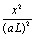 x²
(aL)²